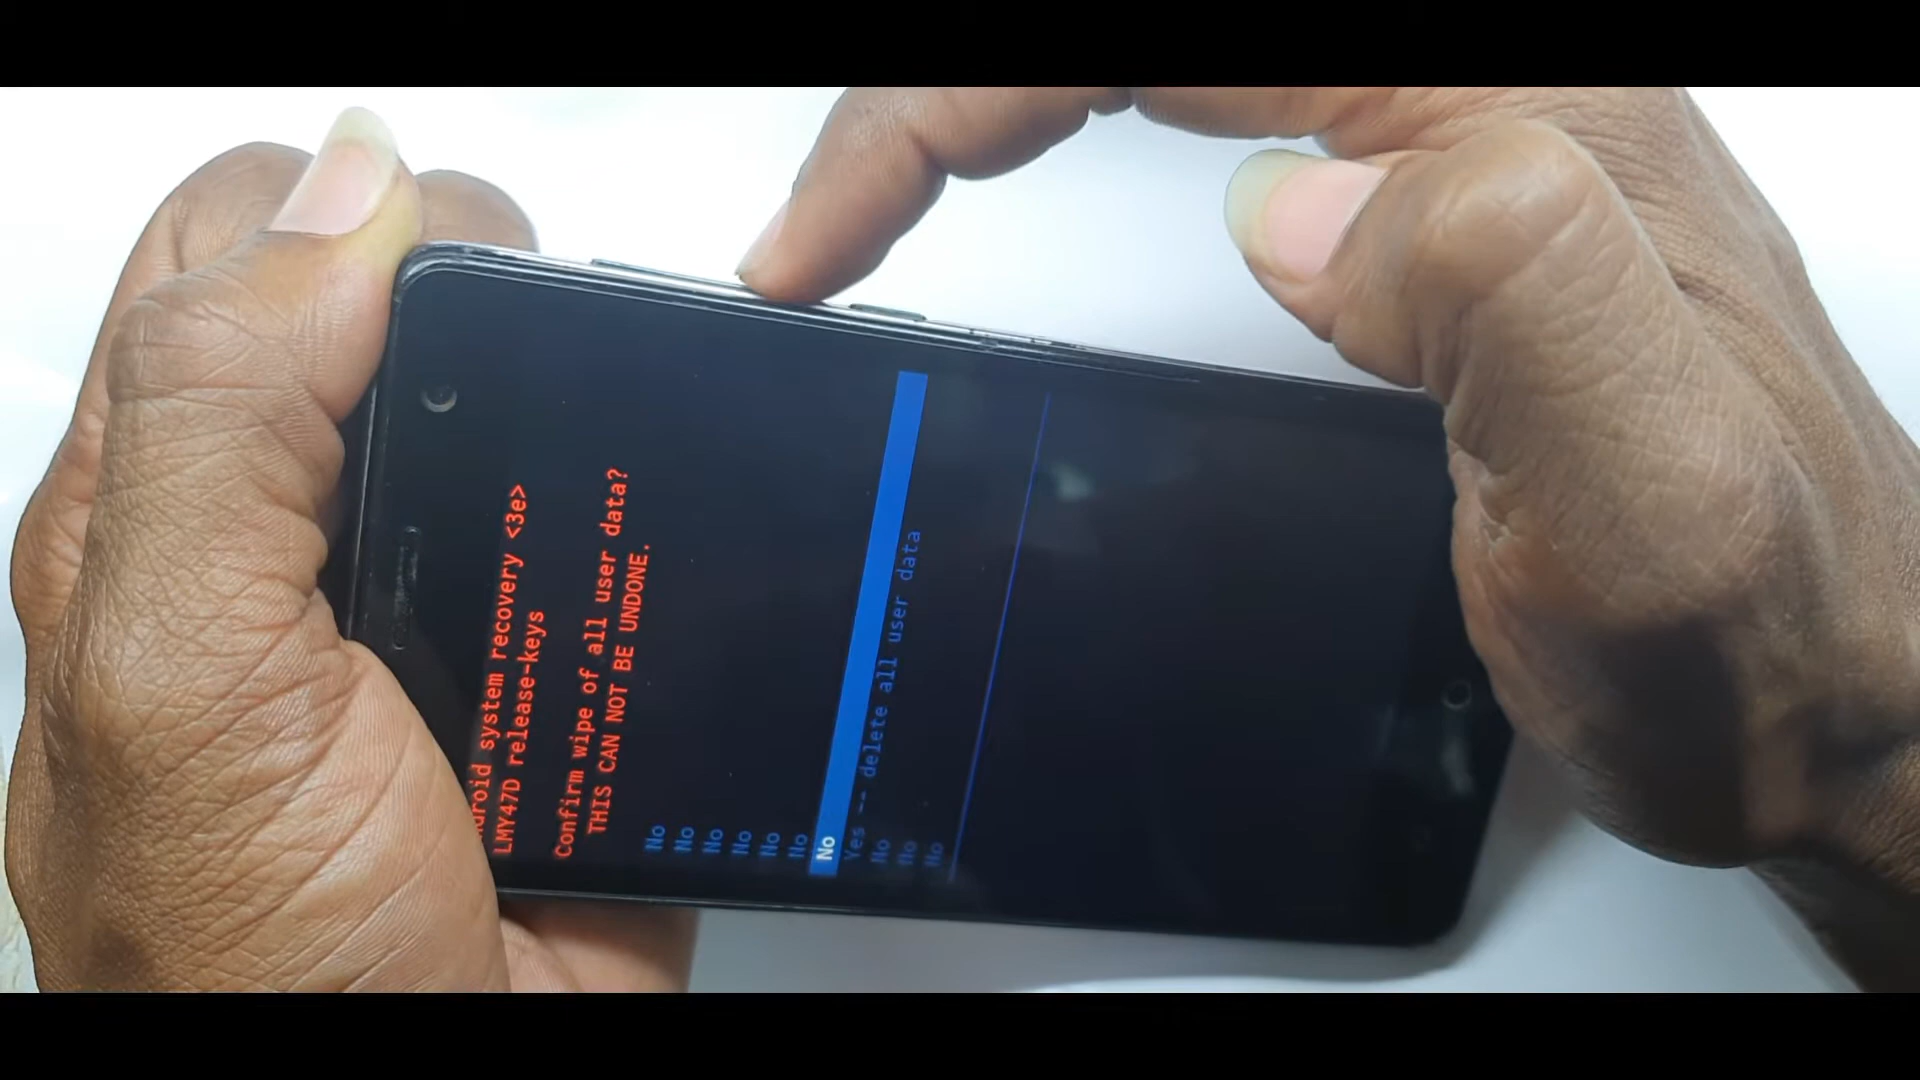 Android system recovery <3e>
LMY47D release-keys
Confirm wipe of all user data?
THIS CAN NOT BE UNDONE.
No
No
No
No
No
No
No
Yes -- delete all user data
No
No
No